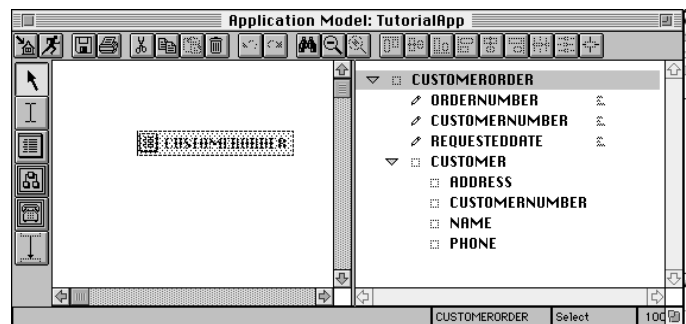 Application Model: TutorialApp
CUSTOMERORDER
CUSTOMERORDER
ORDERNUMBER
CUSTOMERNUMBER
REQUESTEDDATE
CUSTOMER
ADDRESS
CUSTOMERNUMBER
NAME
PHONE
CUSTOMERORDER Select 100